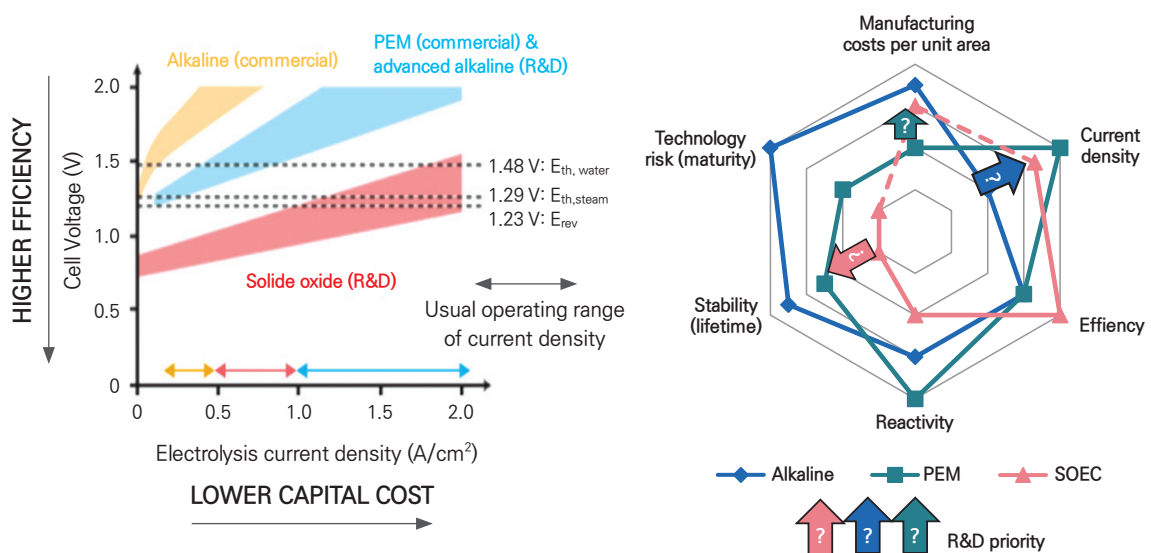 HIGHER FFICIENCY
Cell Voltage (V)
2.0
1.5
1.0
0.5
0
Alkaline (commercial)
PEM (commercial) &
advanced alkaline (R&D)
1.48 V: Eth, water
1.29 V: Eth,steam
1.23 V: Erev
Solide oxide (R&D)
Usual operating range
of current density
0
0.5
1.0
1.5
2.0
Electrolysis current density (A/cm²)
LOWER CAPITAL COST
Manufacturing
costs per unit area
Technology
risk (maturity)
Current
density
?
?
?
Stability
(lifetime)
Effiency
Reactivity
Alkaline
PEM
SOEC
? ? ?
R&D priority